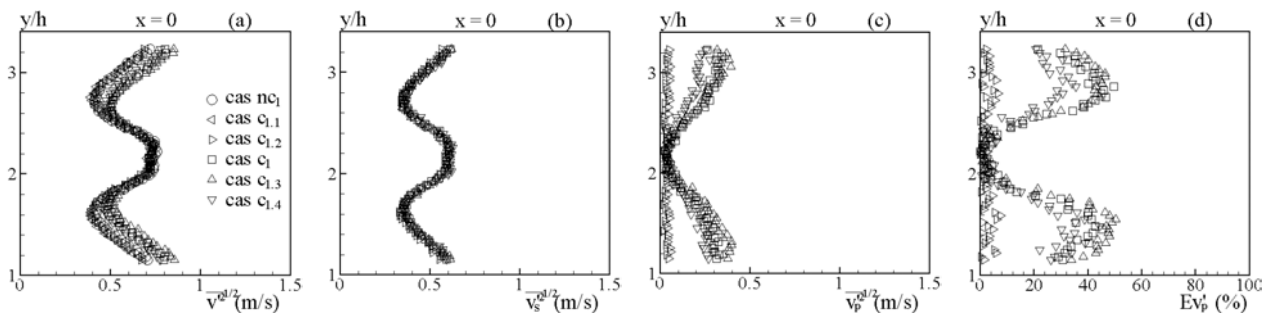 y/h x = 0 (a)
3
2
1
0 0.5 1 1.5
v'² 1/2 (m/s)
cas nc₁
cas c₁.₁
cas c₁.₂
cas c₁
cas c₁.₃
cas c₁.₄
y/h x = 0 (b)
3
2
1
0 0.5 1 1.5
vₛ'² 1/2 (m/s)
y/h x = 0 (c)
3
2
1
0 0.5 1 1.5
vₚ'² 1/2 (m/s)
y/h x = 0 (d)
3
2
1
0 20 40 60 80 100
Ev'ₚ (%)